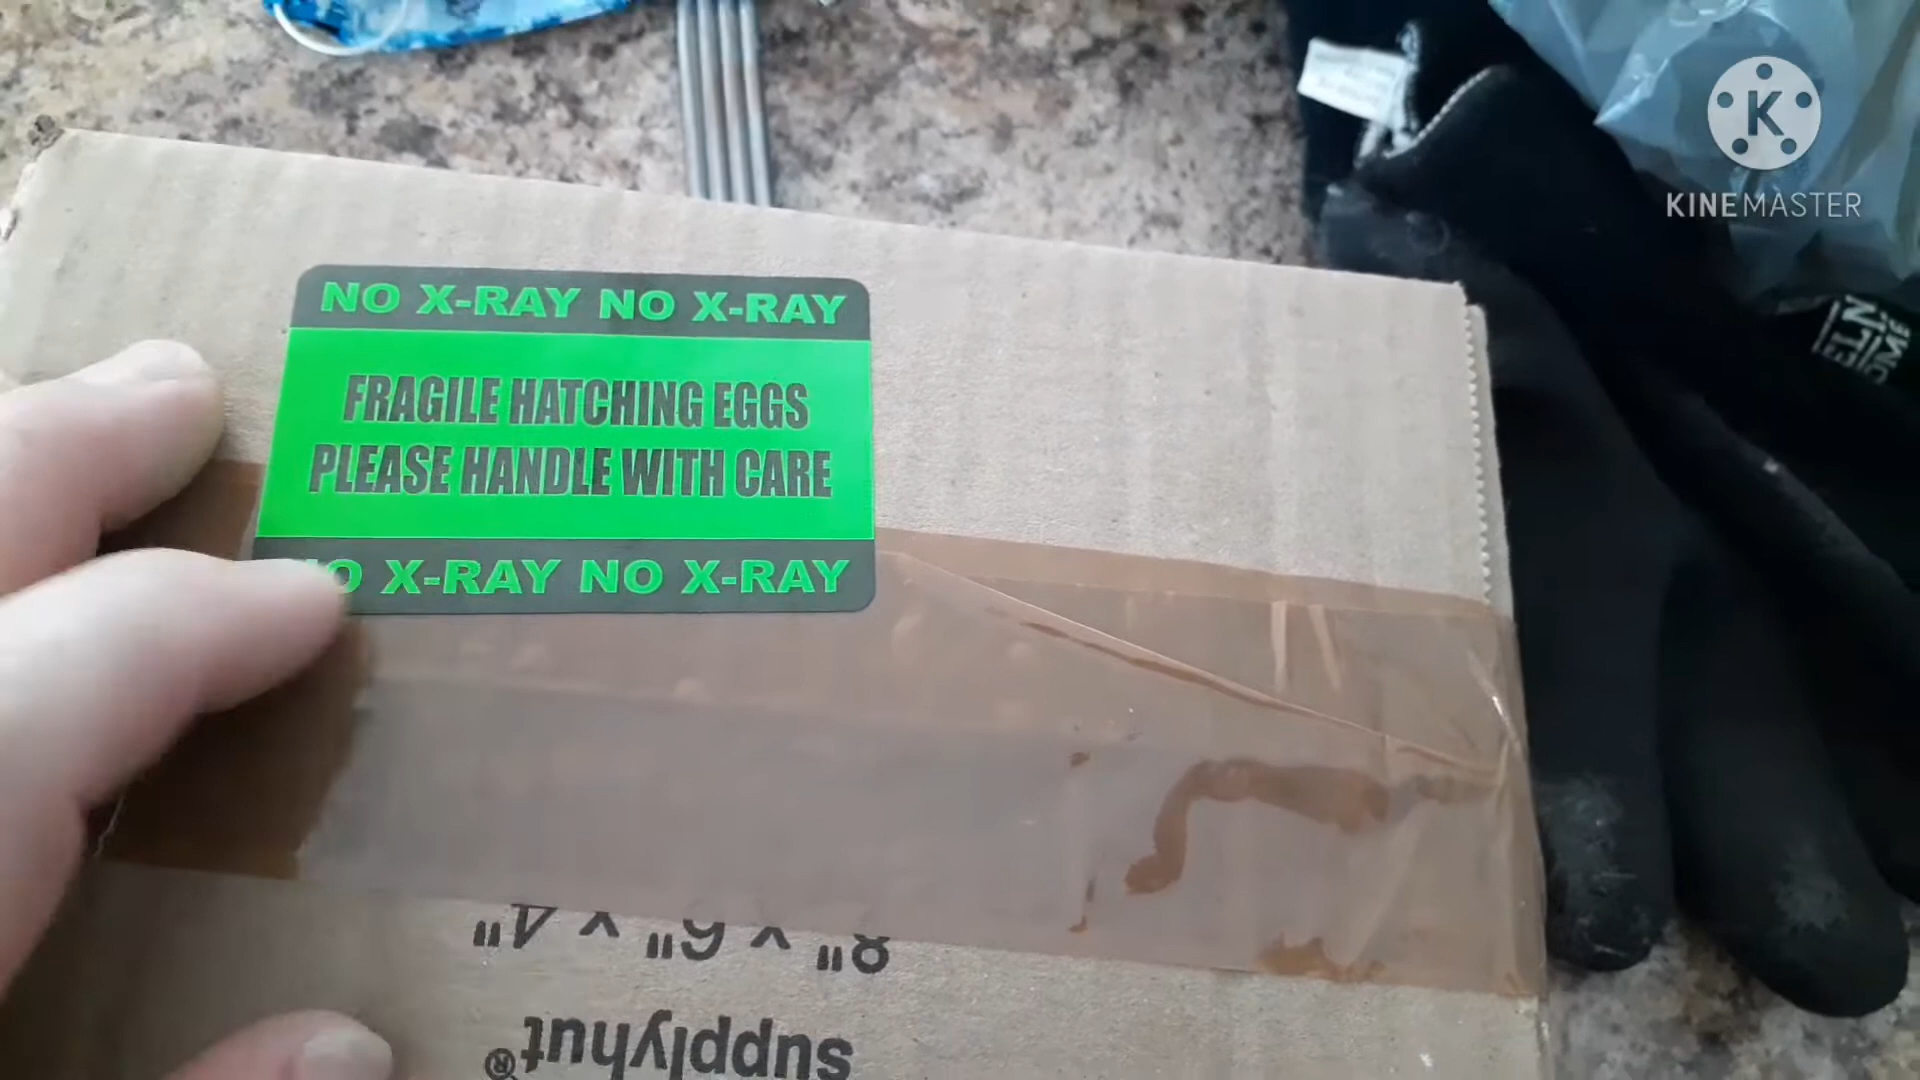 NO X-RAY NO X-RAY
FRAGILE HATCHING EGGS
PLEASE HANDLE WITH CARE
NO X-RAY NO X-RAY
8" x 6" x 4"
supplyhut®
K
KINEMASTER